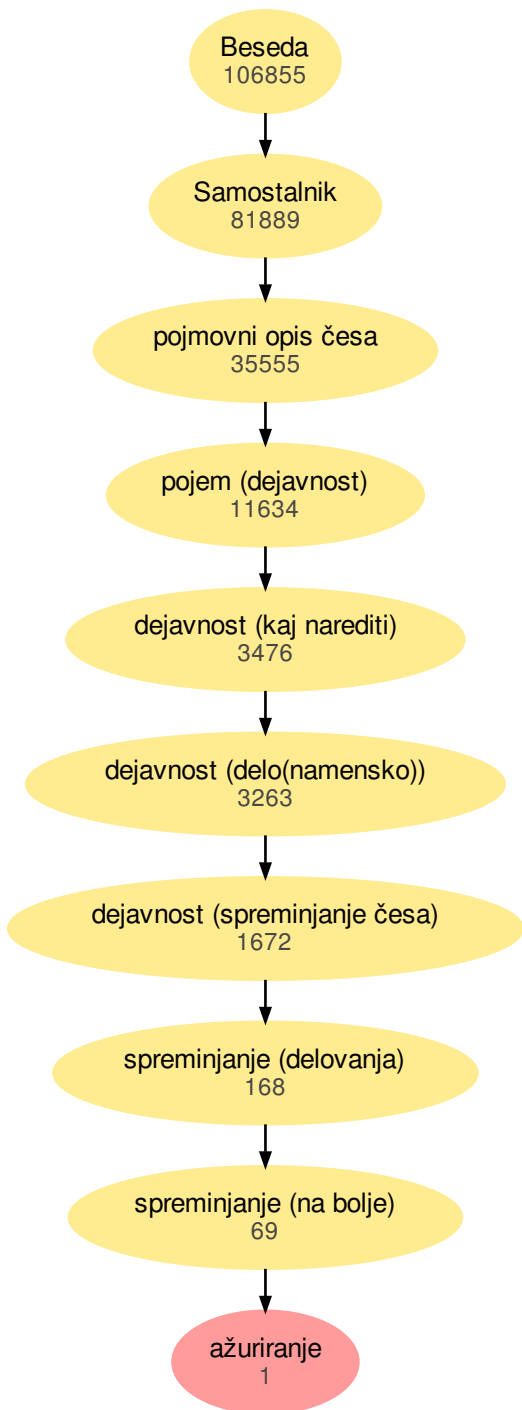 Beseda
106855
Samostalnik
81889
pojmovni opis česa
35555
pojem (dejavnost)
11634
dejavnost (kaj narediti)
3476
dejavnost (delo(namensko))
3263
dejavnost (spreminjanje česa)
1672
spreminjanje (delovanja)
168
spreminjanje (na bolje)
69
ažuriranje
1